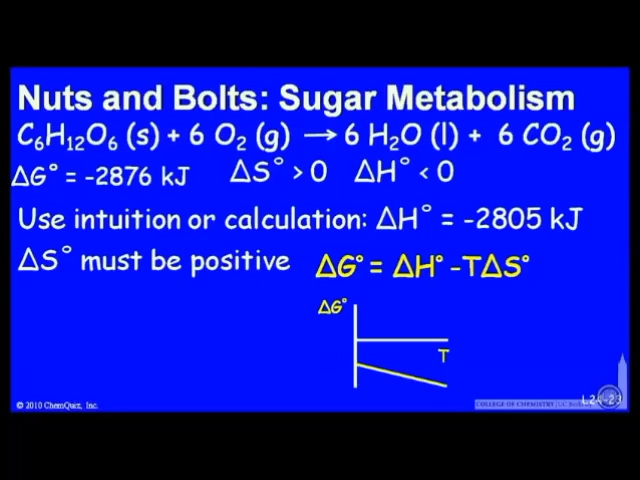 Nuts and Bolts: Sugar Metabolism
C₆H₁₂O₆ (s) + 6 O₂ (g) → 6 H₂O (l) + 6 CO₂ (g)
ΔG° = -2876 kJ ΔS° > 0 ΔH° < 0
Use intuition or calculation: ΔH° = -2805 kJ
ΔS° must be positive ΔG° = ΔH° -TΔS°
ΔG°
T
© 2010 ChemQuiz, Inc.
COLLEGE OF CHEMISTRY | UC